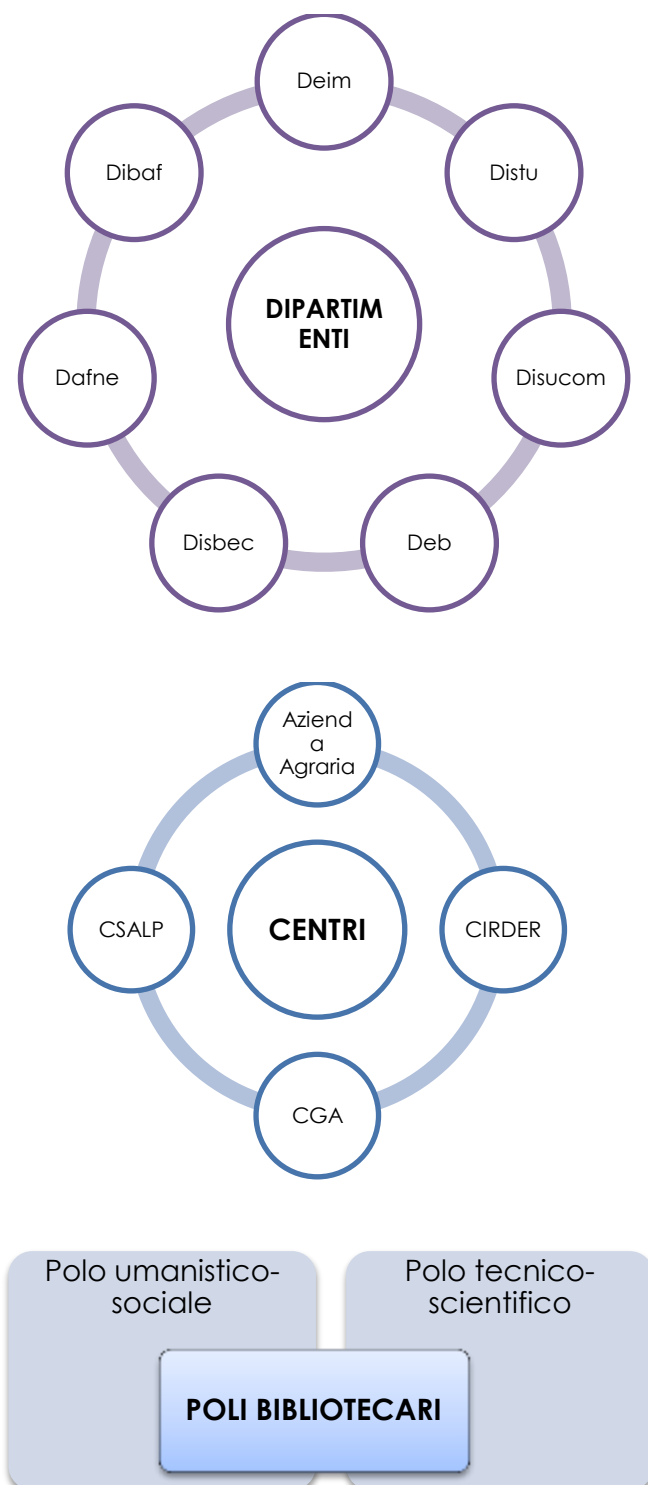 Deim
Dibaf
Distu
DIPARTIM
ENTI
Dafne
Disucom
Disbec
Deb
Aziend
a
Agraria
CSALP
CENTRI
CIRDER
CGA
Polo umanistico-
sociale
Polo tecnico-
scientifico
POLI BIBLIOTECARI